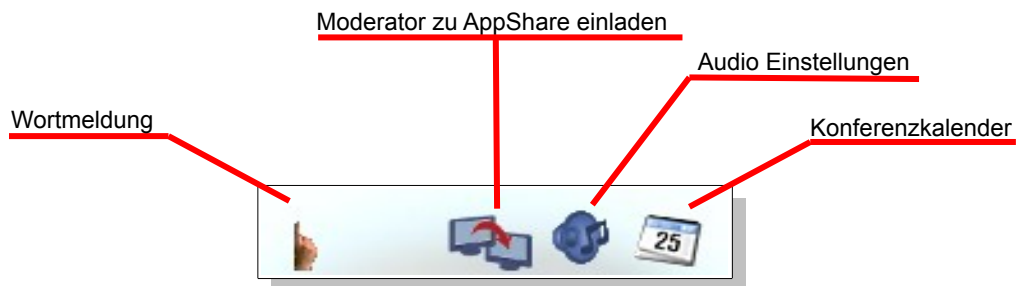 Moderator zu AppShare einladen
Audio Einstellungen
Wortmeldung
Konferenzkalender
25